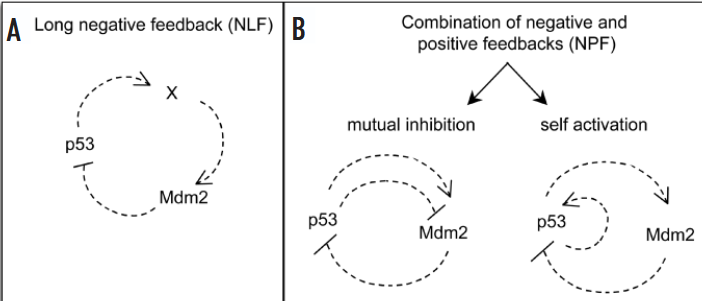 A
Long negative feedback (NLF)
X
p53
Mdm2
B
Combination of negative and
positive feedbacks (NPF)
mutual inhibition
self activation
p53
Mdm2
p53
Mdm2